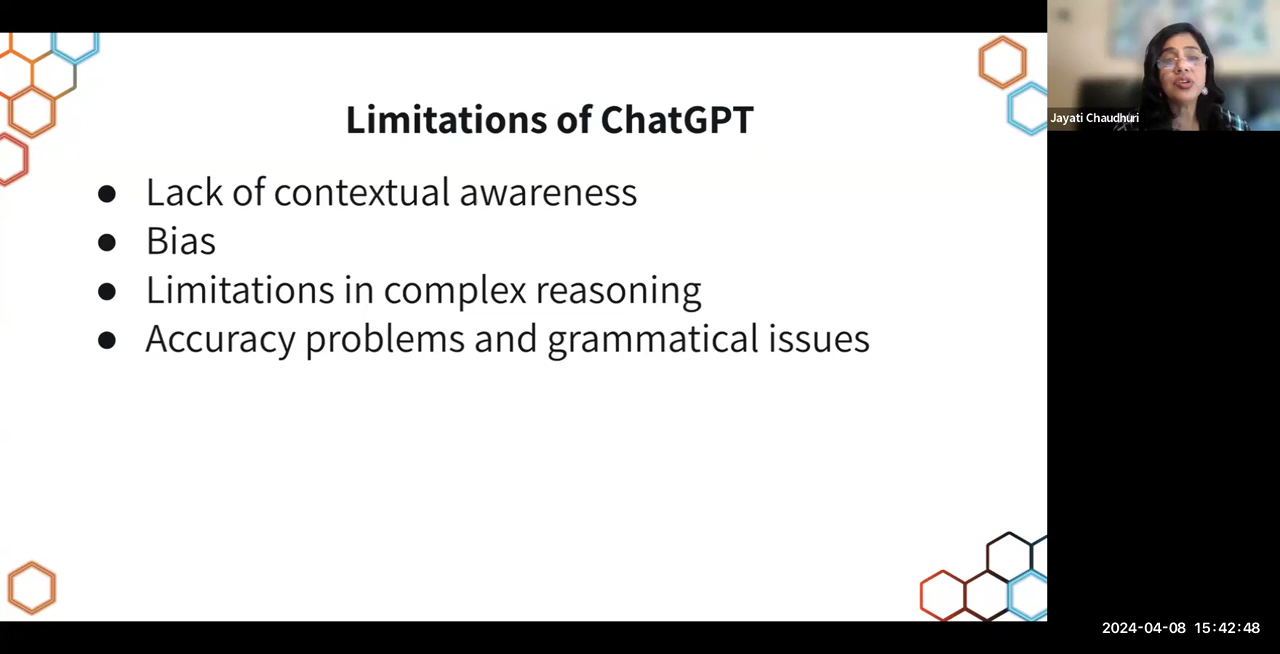 Limitations of ChatGPT
● Lack of contextual awareness
● Bias
● Limitations in complex reasoning
● Accuracy problems and grammatical issues
Jayati Chaudhuri
2024-04-08 15:42:48